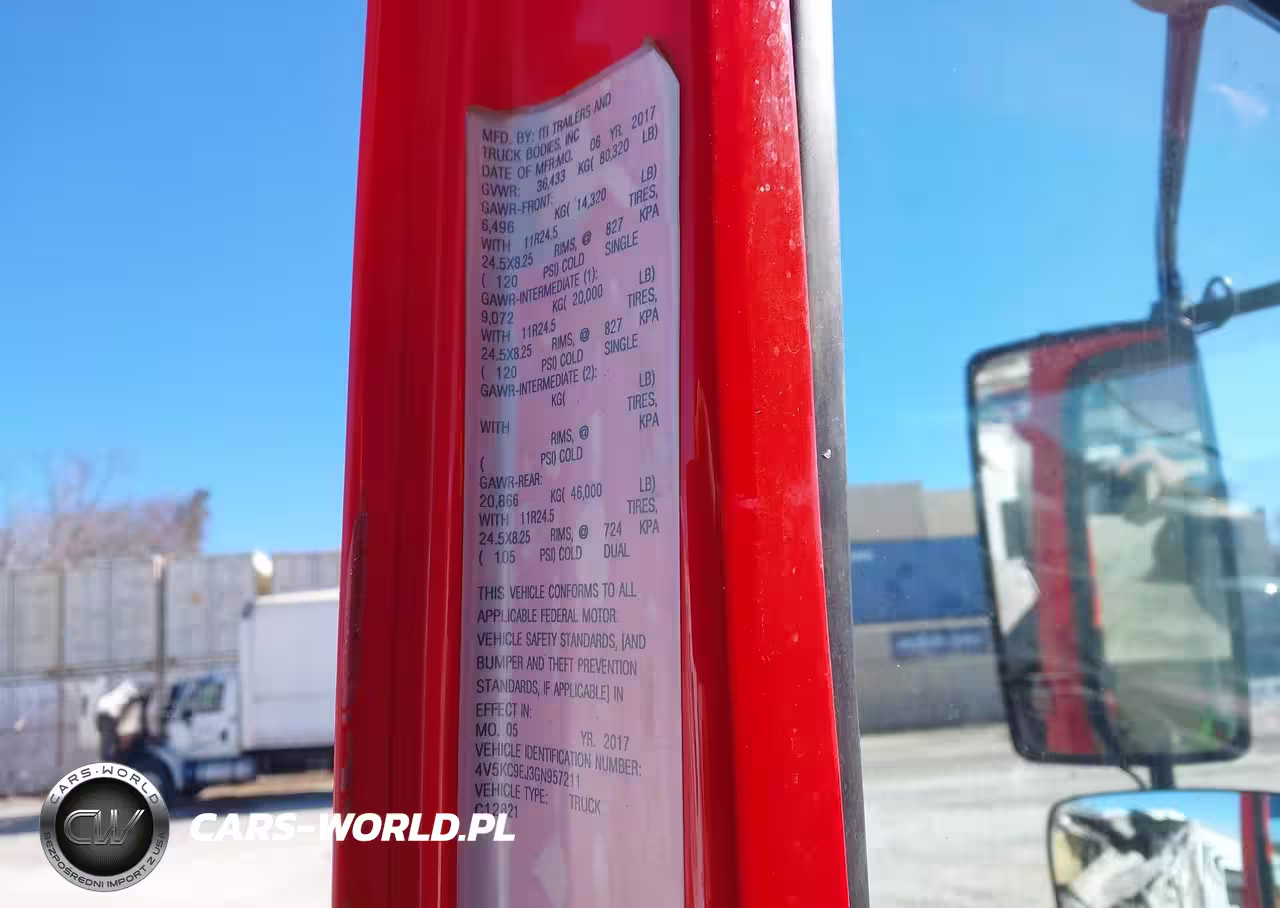 MFD. BY: ITI TRAILERS AND
TRUCK BODIES, INC
DATE OF MFR:MO. 06 YR. 2017
GVWR: 36,433 KG( 80,320 LB)
GAWR-FRONT:
6,496 KG( 14,320 LB)
WITH 11R24.5 TIRES,
24.5X8.25 RIMS, @ 827 KPA
( 120 PSI) COLD SINGLE
GAWR-INTERMEDIATE (1):
9,072 KG( 20,000 LB)
WITH 11R24.5 TIRES,
24.5X8.25 RIMS, @ 827 KPA
( 120 PSI) COLD SINGLE
GAWR-INTERMEDIATE (2):
KG( LB)
WITH TIRES,
RIMS, @ KPA
( PSI) COLD
GAWR-REAR:
20,866 KG( 46,000 LB)
WITH 11R24.5 TIRES,
24.5X8.25 RIMS, @ 724 KPA
( 105 PSI) COLD DUAL
THIS VEHICLE CONFORMS TO ALL
APPLICABLE FEDERAL MOTOR
VEHICLE SAFETY STANDARDS, [AND
BUMPER AND THEFT PREVENTION
STANDARDS, IF APPLICABLE] IN
EFFECT IN:
MO. 05 YR. 2017
VEHICLE IDENTIFICATION NUMBER:
4V5KC9EJ3GN957211
VEHICLE TYPE: TRUCK
C12821
CARS-WORLD
CW
BEZPOŚREDNI IMPORT Z USA
CARS-WORLD.PL